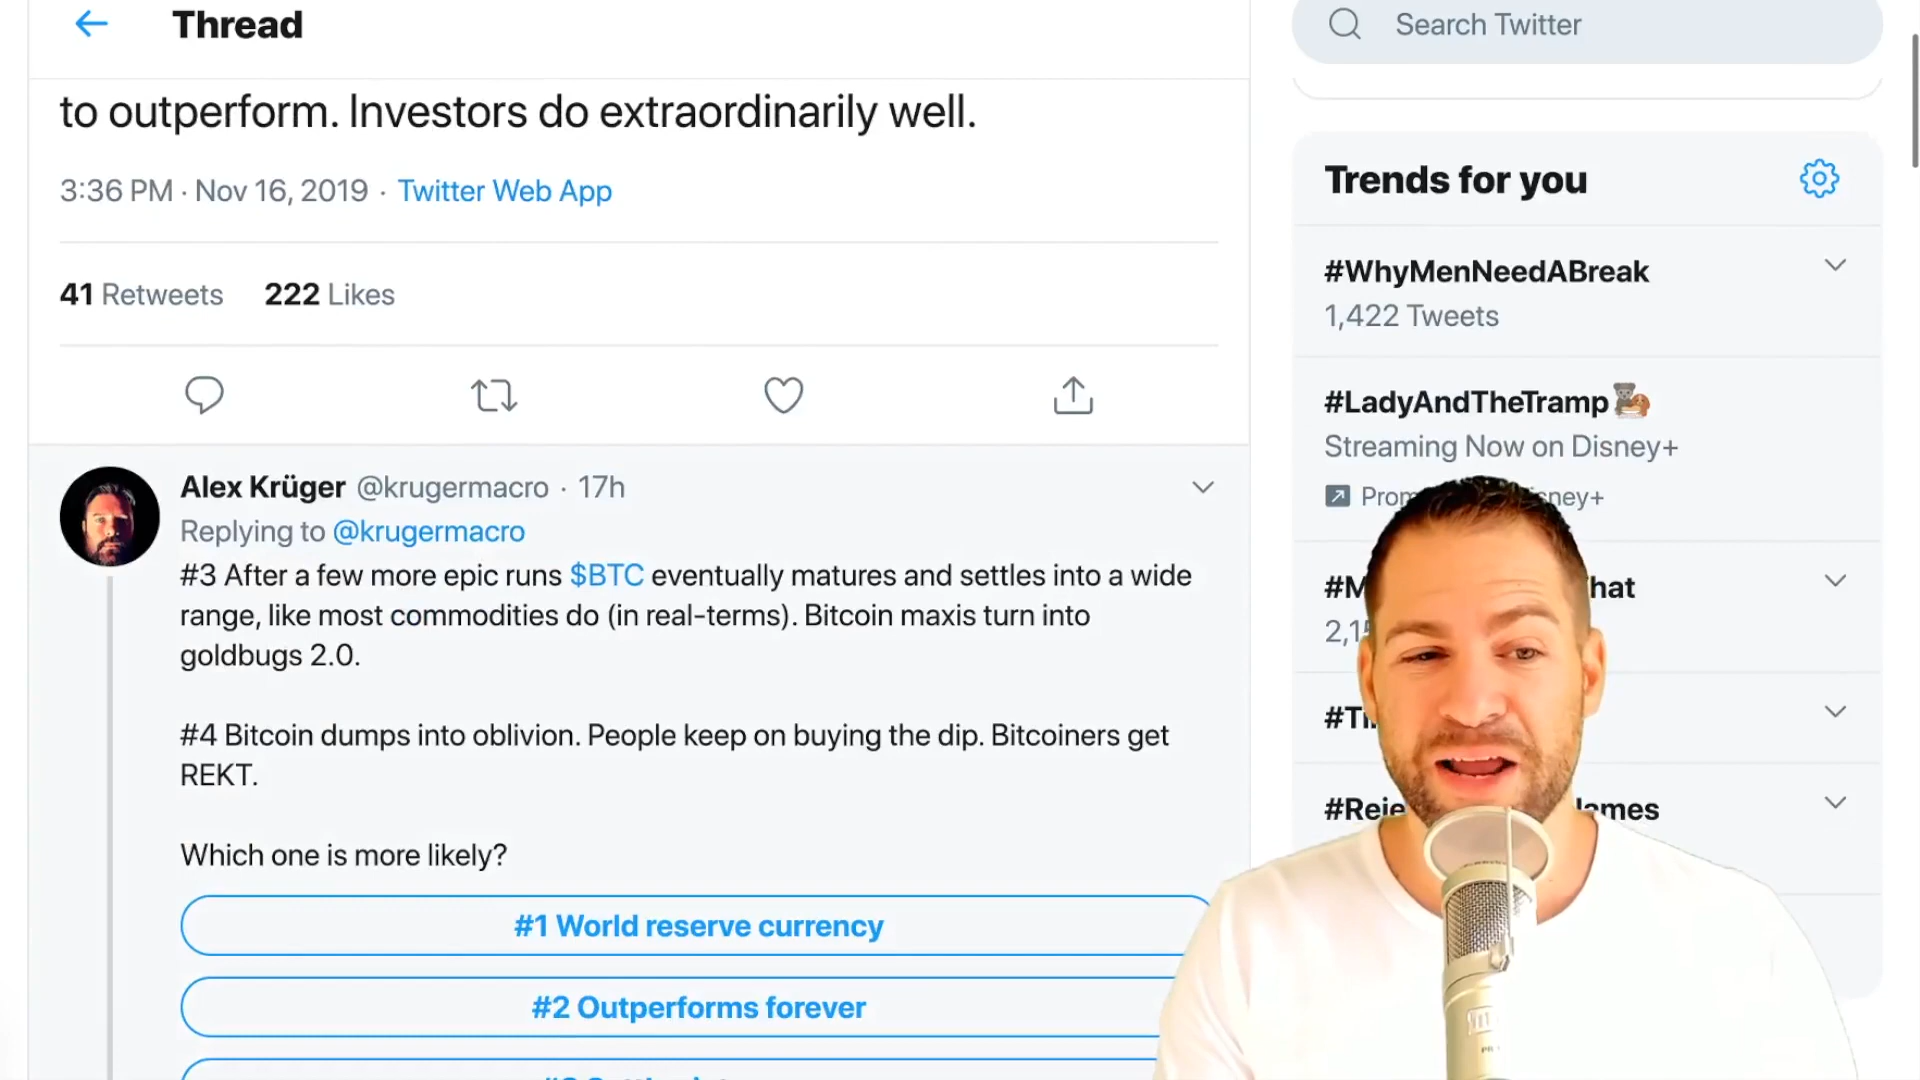 Thread
Search Twitter
to outperform. Investors do extraordinarily well.
3:36 PM · Nov 16, 2019 · Twitter Web App
41 Retweets 222 Likes
Alex Krüger @krugermacro · 17h
Replying to @krugermacro
#3 After a few more epic runs $BTC eventually matures and settles into a wide
range, like most commodities do (in real-terms). Bitcoin maxis turn into
goldbugs 2.0.
#4 Bitcoin dumps into oblivion. People keep on buying the dip. Bitcoiners get
REKT.
Which one is more likely?
#1 World reserve currency
#2 Outperforms forever
Trends for you
#WhyMenNeedABreak
1,422 Tweets
#LadyAndTheTramp
Streaming Now on Disney+